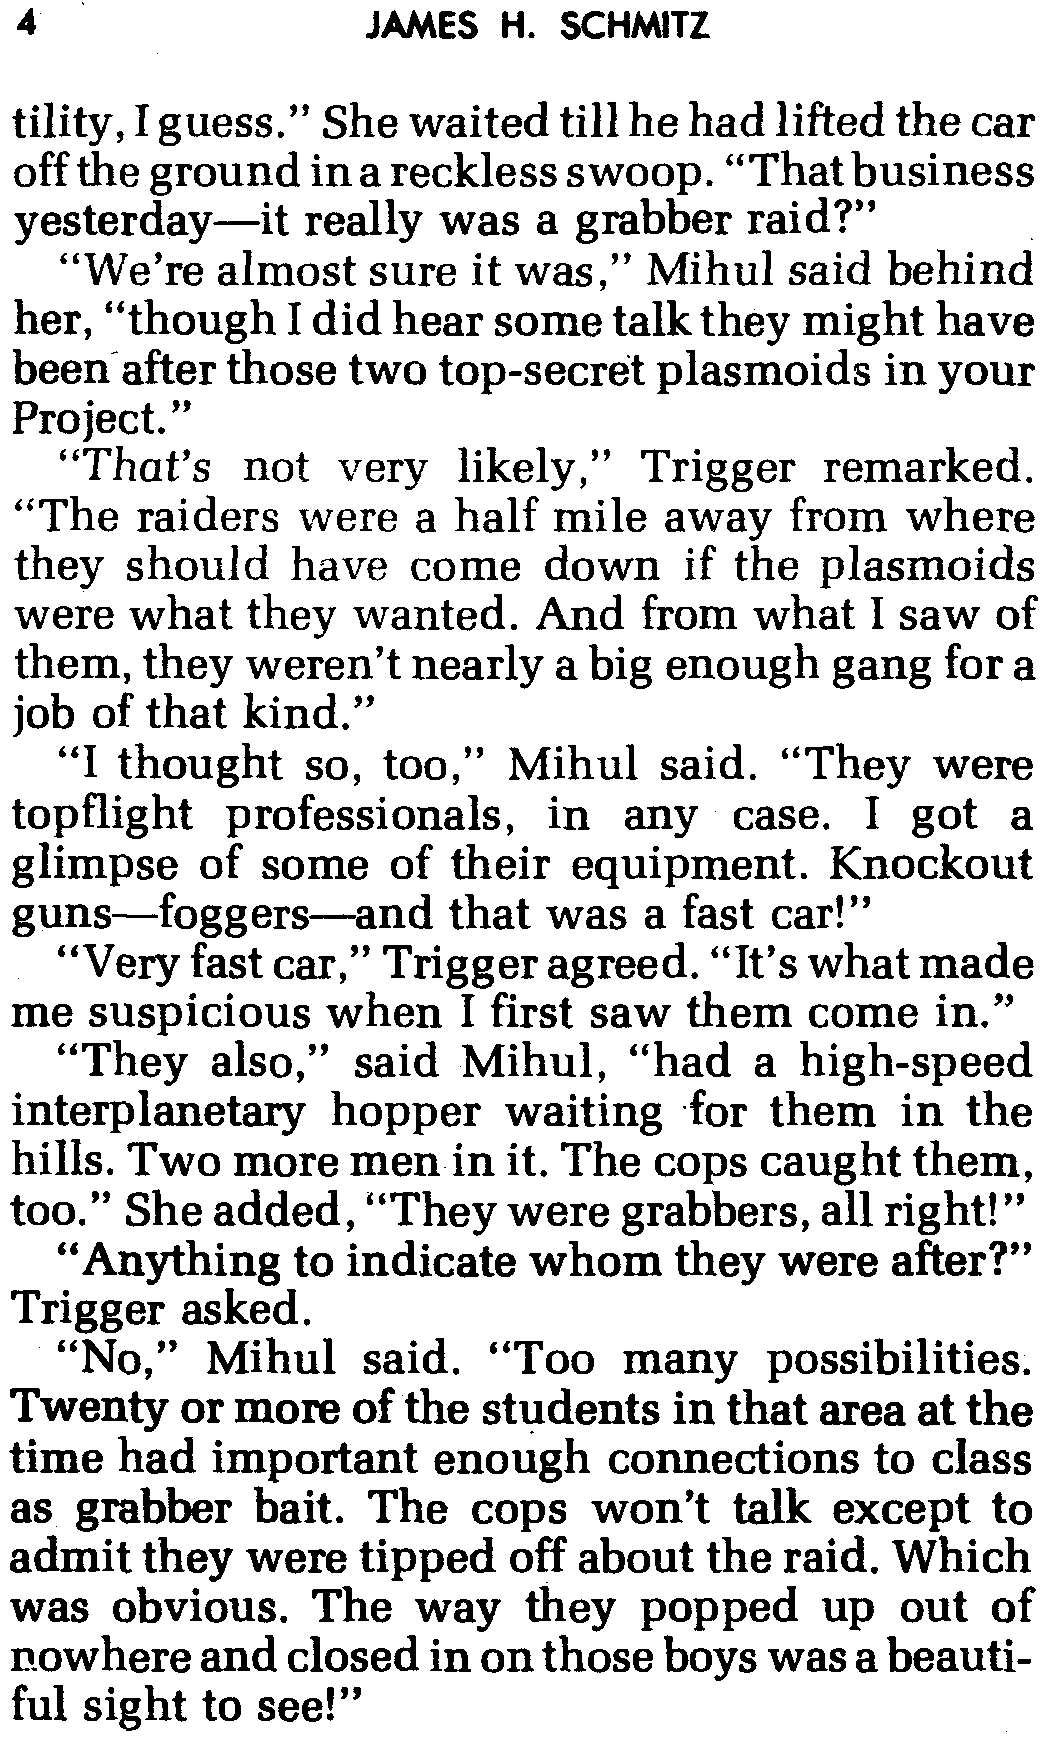 4 JAMES H. SCHMITZ
tility, I guess." She waited till he had lifted the car
off the ground in a reckless swoop. "That business
yesterday—it really was a grabber raid?"
"We're almost sure it was," Mihul said behind
her, "though I did hear some talk they might have
been after those two top-secret plasmoids in your
Project."
"That's not very likely," Trigger remarked.
"The raiders were a half mile away from where
they should have come down if the plasmoids
were what they wanted. And from what I saw of
them, they weren't nearly a big enough gang for a
job of that kind."
"I thought so, too," Mihul said. "They were
topflight professionals, in any case. I got a
glimpse of some of their equipment. Knockout
guns—foggers—and that was a fast car!"
"Very fast car," Trigger agreed. "It's what made
me suspicious when I first saw them come in."
"They also," said Mihul, "had a high-speed
interplanetary hopper waiting for them in the
hills. Two more men in it. The cops caught them,
too." She added, "They were grabbers, all right!"
"Anything to indicate whom they were after?"
Trigger asked.
"No," Mihul said. "Too many possibilities.
Twenty or more of the students in that area at the
time had important enough connections to class
as grabber bait. The cops won't talk except to
admit they were tipped off about the raid. Which
was obvious. The way they popped up out of
nowhere and closed in on those boys was a beauti-
ful sight to see!"